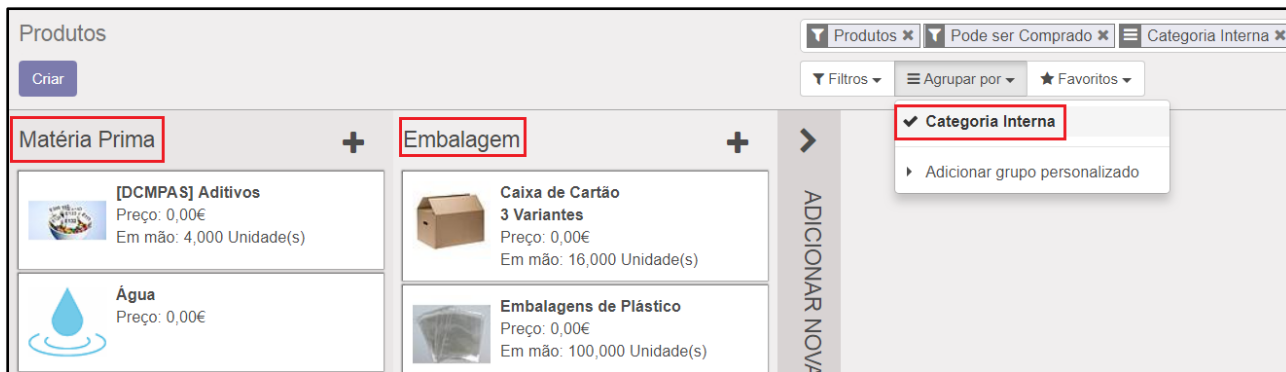 Produtos
Produtos ✖ Pode ser Comprado ✖ Categoria Interna ✖
Criar
Filtros Agrupar por Favoritos
Categoria Interna
Adicionar grupo personalizado
Matéria Prima +
[DCMPAS] Aditivos
Preço: 0,00€
Em mão: 4,000 Unidade(s)
Água
Preço: 0,00€
Embalagem +
Caixa de Cartão
3 Variantes
Preço: 0,00€
Em mão: 16,000 Unidade(s)
Embalagens de Plástico
Preço: 0,00€
Em mão: 100,000 Unidade(s)
ADICIONAR NOVA